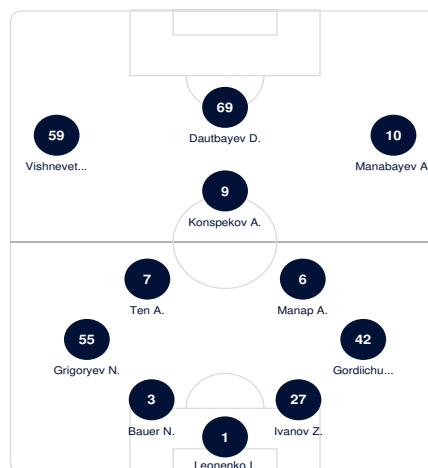 69
Dautbayev D.
59
Vishnevet...
10
Manabayev A
9
Konspekov A.
7
Ten A.
6
Manap A.
55
Grigoryev N.
42
Gordiichu...
3
Bauer N.
27
Ivanov Z.
1
Leonenko I.